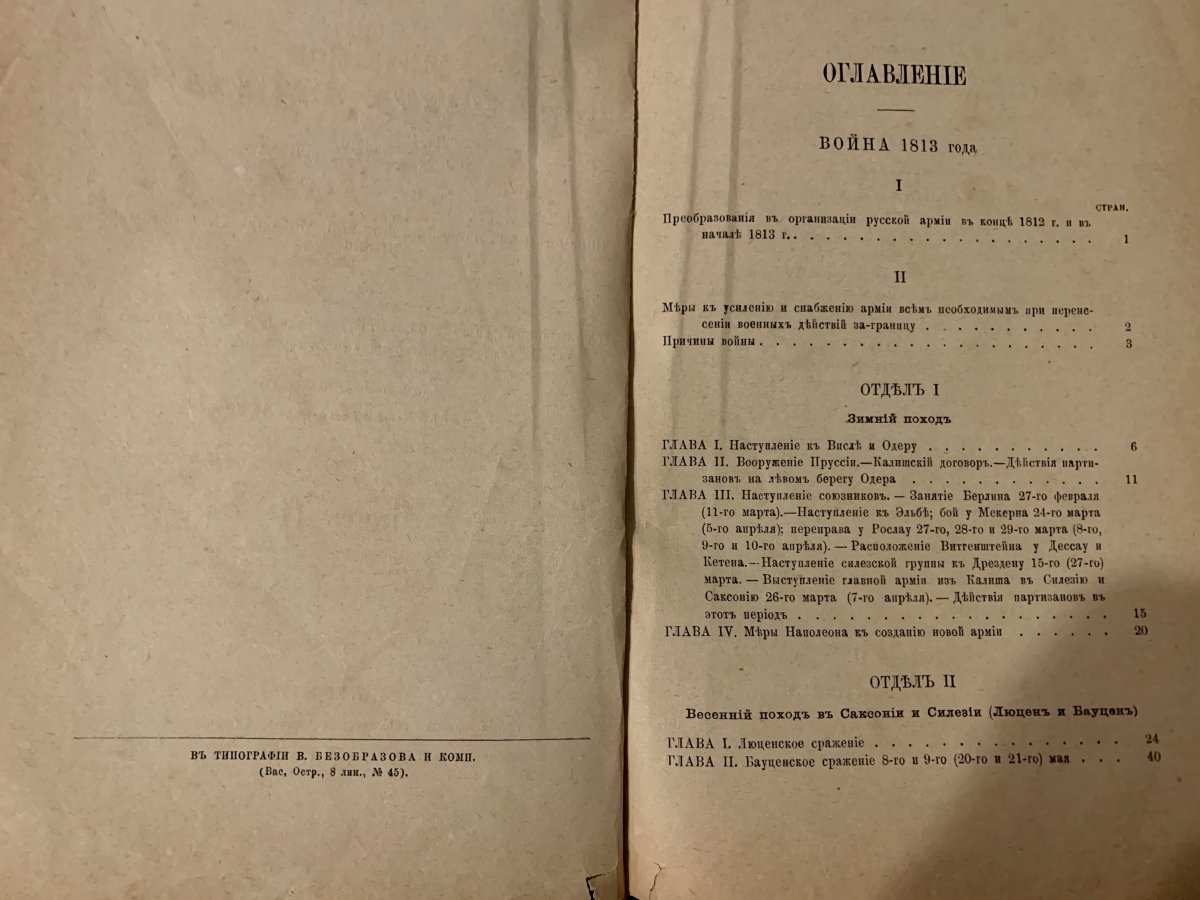 ВЪ ТИПОГРАФІИ В. БЕЗОБРАЗОВА И КОМП.
(Вас, Остр., 8 лин., № 45).
ОГЛАВЛЕНІЕ
ВОЙНА 1813 года
I
СТРАН.
Преобразованія въ организаціи русской арміи въ концѣ 1812 г. и въ
началѣ 1813 г. . . . . . . . . . . . . . . . . . . . 1
II
Мѣры къ усиленію и снабженію арміи всѣмъ необходимымъ при перене-
сеніи военныхъ дѣйствій за-границу . . . . . . . . . . . 2
Причины войны . . . . . . . . . . . . . . . . . . . . . 3
ОТДѢЛЪ I
Зимній походъ
ГЛАВА I. Наступленіе къ Вислѣ и Одеру . . . . . . . . . . . 6
ГЛАВА II. Вооруженіе Пруссіи.—Калишскій договоръ.—Дѣйствія парти-
зановъ на лѣвомъ берегу Одера . . . . . . . . . . . . 11
ГЛАВА III. Наступленіе союзниковъ. — Занятіе Берлина 27-го февраля
(11-го марта).—Наступленіе къ Эльбѣ; бой у Мекерна 24-го марта
(5-го апрѣля); переправа у Рослау 27-го, 28-го и 29-го марта (8-го,
9-го и 10-го апрѣля). — Расположеніе Витгенштейна у Дессау и
Кетена.—Наступленіе силезской группы къ Дрездену 15-го (27-го)
марта. — Выступленіе главной арміи изъ Калиша въ Силезію и
Саксонію 26-го марта (7-го апрѣля). — Дѣйствія партизановъ въ
этотъ періодъ . . . . . . . . . . . . . . . . . . . 15
ГЛАВА IV. Мѣры Наполеона къ созданію новой арміи . . . . . . 20
ОТДѢЛЪ II
Весенній походъ въ Саксоніи и Силезіи (Люценъ и Бауценъ)
ГЛАВА I. Люценское сраженіе . . . . . . . . . . . . . . . 24
ГЛАВА II. Бауценское сраженіе 8-го и 9-го (20-го и 21-го) мая . . . 40